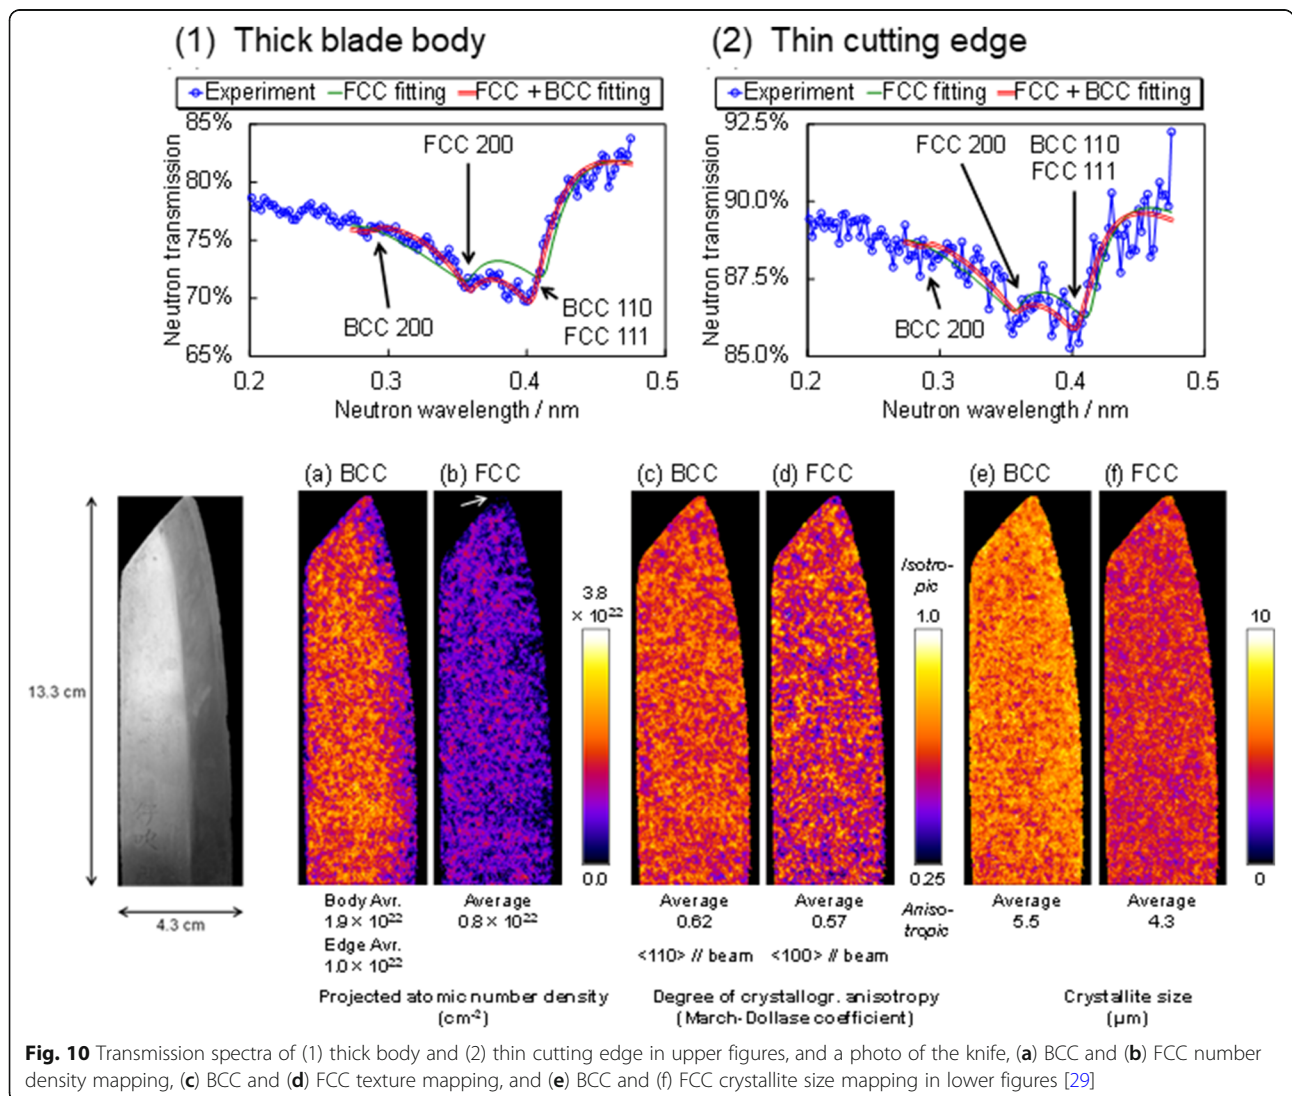 (1) Thick blade body
(2) Thin cutting edge
Experiment FCC fitting FCC + BCC fitting
Experiment FCC fitting FCC + BCC fitting
Neutron transmission
85%
80%
75%
70%
65%
FCC 200
BCC 200
BCC 110
FCC 111
0.2 0.3 0.4 0.5
Neutron wavelength / nm
Neutron transmission
92.5%
90.0%
87.5%
85.0%
FCC 200
BCC 110
FCC 111
BCC 200
0.2 0.3 0.4 0.5
Neutron wavelength / nm
13.3 cm
4.3 cm
(a) BCC
(b) FCC
(c) BCC
(d) FCC
(e) BCC
(f) FCC
3.8
× 10²²
0.0
Isotro-
pic
1.0
0.25
Aniso-
tropic
10
0
Body Avr.
1.9 × 10²²
Edge Avr.
1.0 × 10²²
Average
0.8 × 10²²
Average
0.62
<110> // beam
Average
0.57
<100> // beam
Average
5.5
Average
4.3
Projected atomic number density
(cm⁻²)
Degree of crystallogr. anisotropy
(March-Dollase coefficient)
Crystallite size
(μm)
Fig. 10 Transmission spectra of (1) thick body and (2) thin cutting edge in upper figures, and a photo of the knife, (a) BCC and (b) FCC number
density mapping, (c) BCC and (d) FCC texture mapping, and (e) BCC and (f) FCC crystallite size mapping in lower figures [29]